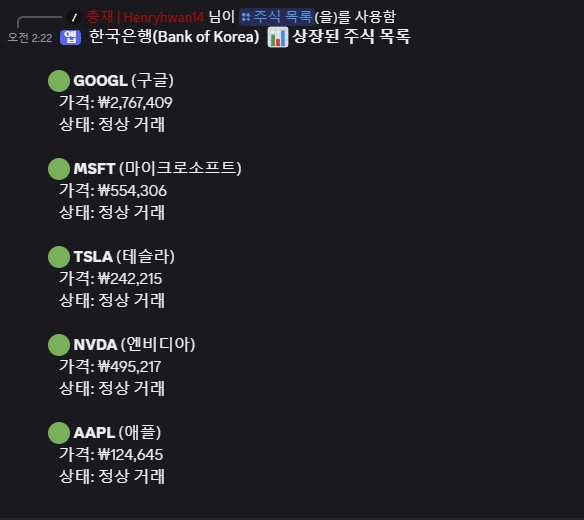 총재 | Henryhwan14 님이 주식 목록(을)를 사용함
오전 2:22 앱 한국은행(Bank of Korea) 📊 상장된 주식 목록
GOOGL (구글)
가격: ₩2,767,409
상태: 정상 거래
MSFT (마이크로소프트)
가격: ₩554,306
상태: 정상 거래
TSLA (테슬라)
가격: ₩242,215
상태: 정상 거래
NVDA (엔비디아)
가격: ₩495,217
상태: 정상 거래
AAPL (애플)
가격: ₩124,645
상태: 정상 거래